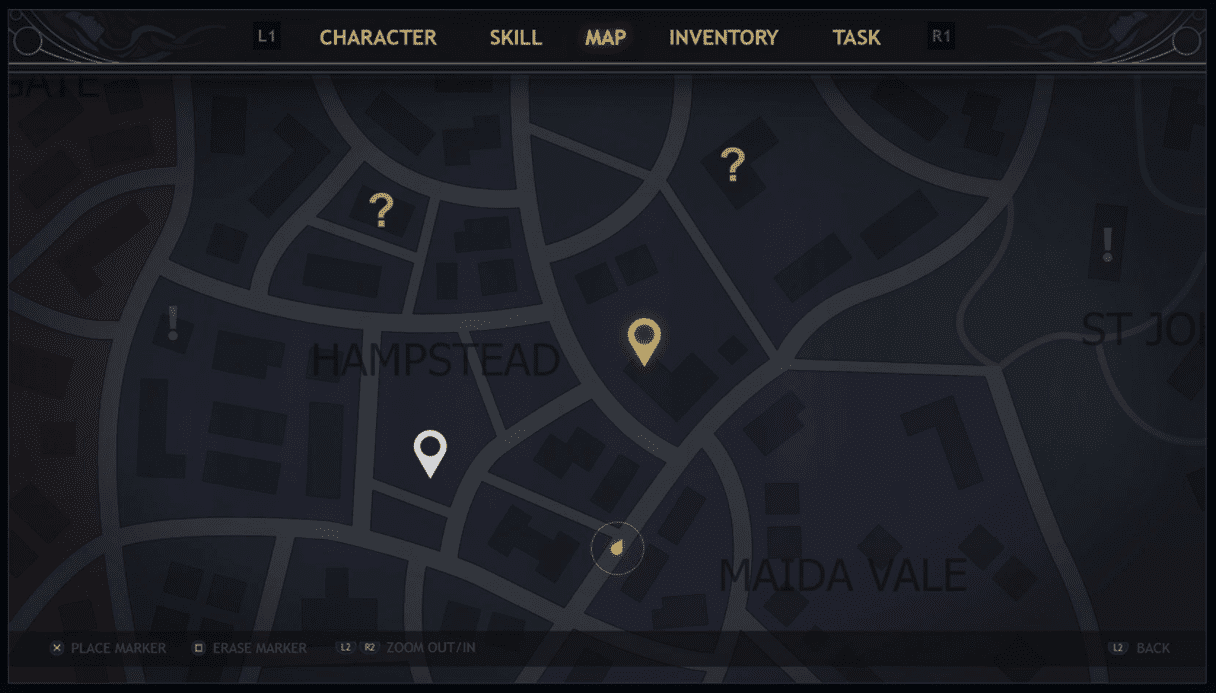 L1 CHARACTER SKILL MAP INVENTORY TASK R1
GATE
?
?
!
!
ST JO
HAMPSTEAD
MAIDA VALE
PLACE MARKER ERASE MARKER L2 R2 ZOOM OUT/IN L2 BACK